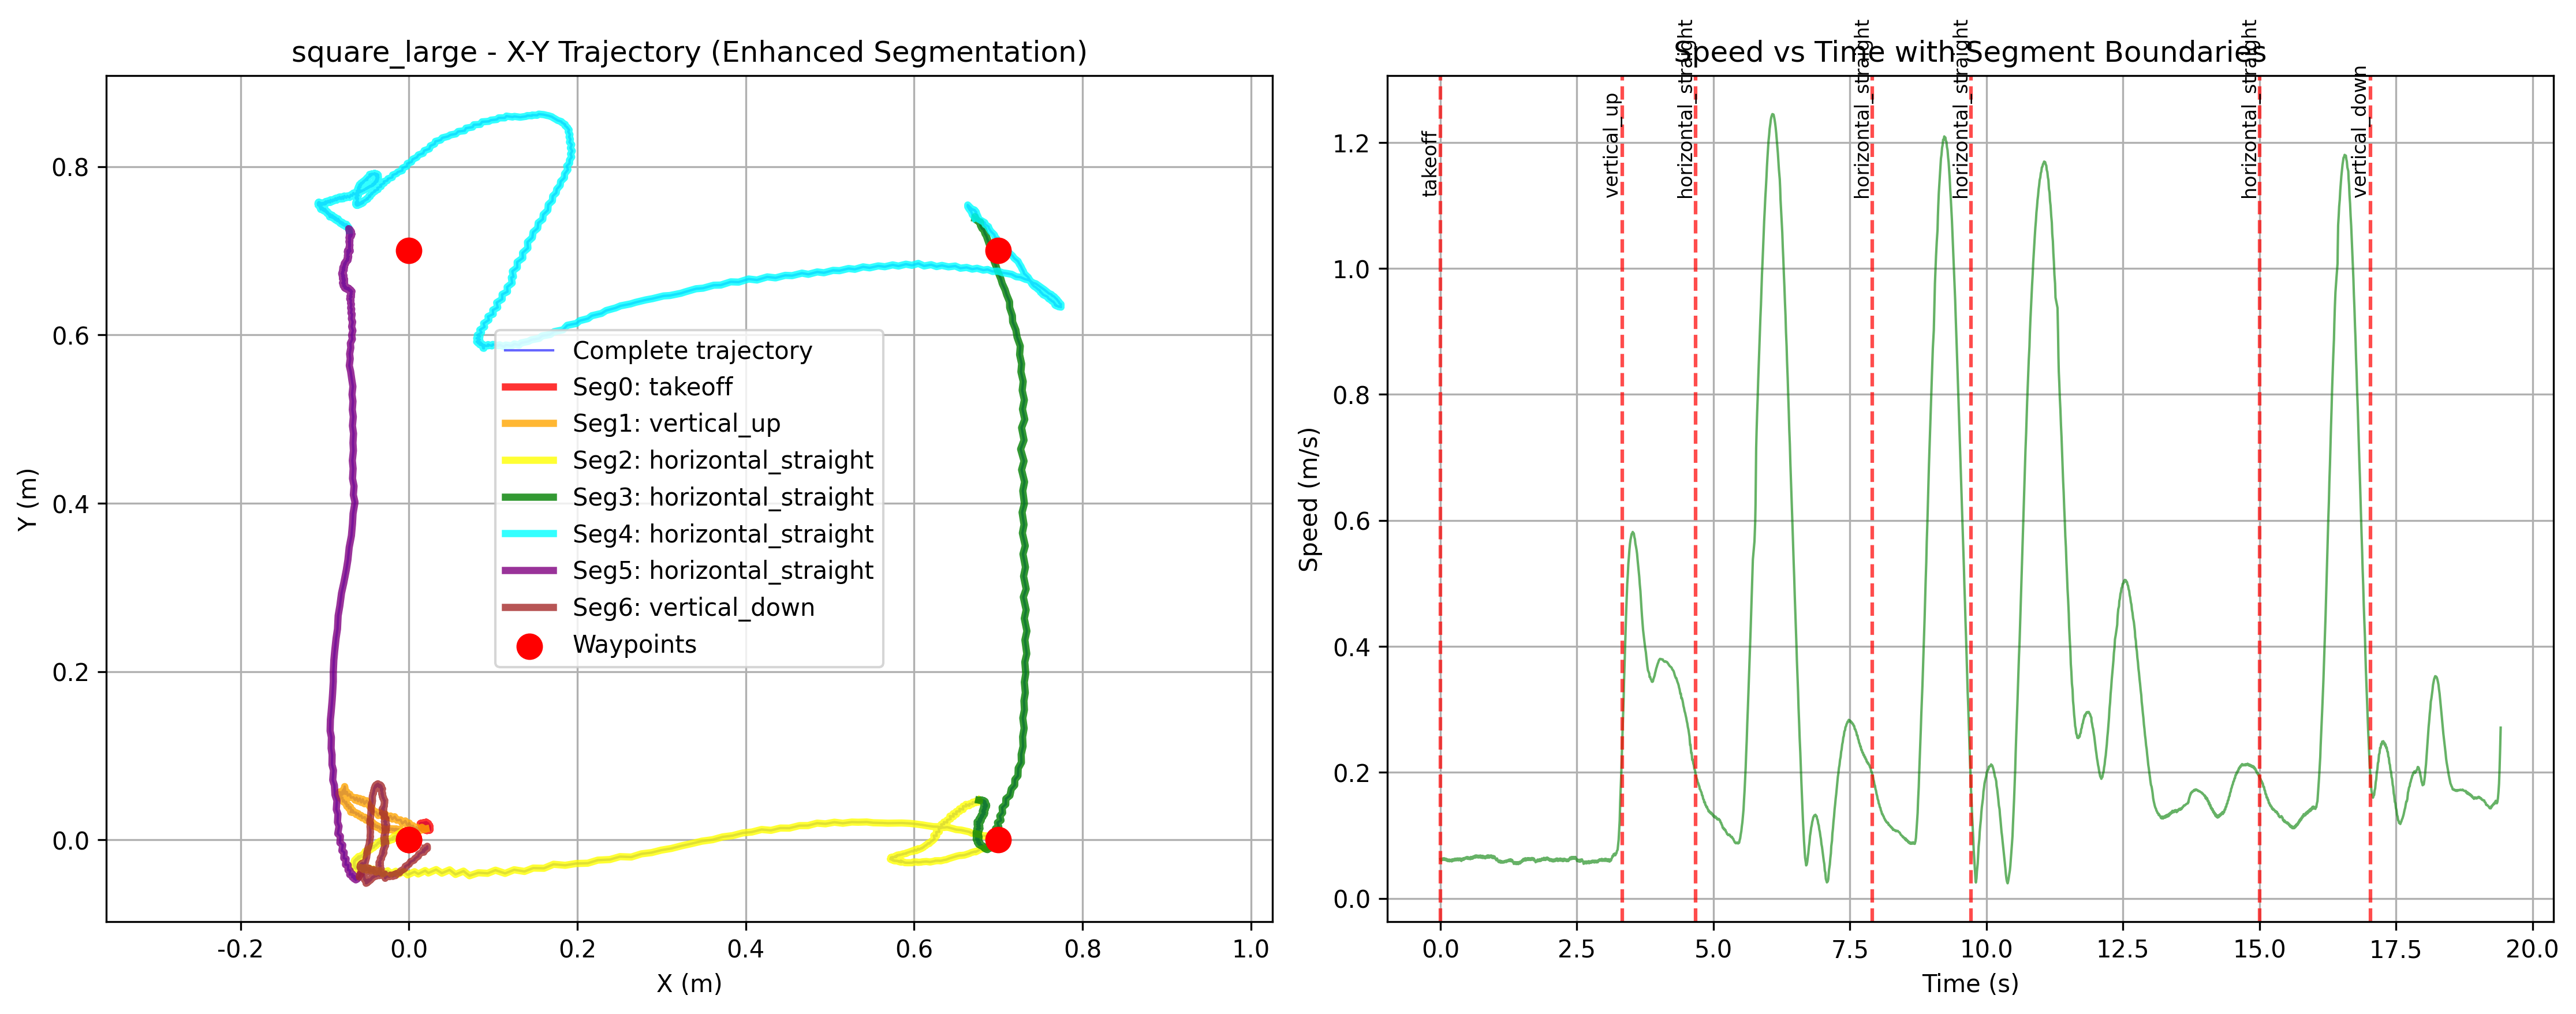 square_large - X-Y Trajectory (Enhanced Segmentation)
Y (m)
0.8
0.6
0.4
0.2
0.0
-0.2 0.0 0.2 0.4 0.6 0.8 1.0
X (m)
Complete trajectory
Seg0: takeoff
Seg1: vertical_up
Seg2: horizontal_straight
Seg3: horizontal_straight
Seg4: horizontal_straight
Seg5: horizontal_straight
Seg6: vertical_down
Waypoints
Speed vs Time with Segment Boundaries
takeoff
vertical_up
horizontal_straight
horizontal_straight
horizontal_straight
horizontal_straight
vertical_down
Speed (m/s)
1.2
1.0
0.8
0.6
0.4
0.2
0.0
0.0 2.5 5.0 7.5 10.0 12.5 15.0 17.5 20.0
Time (s)